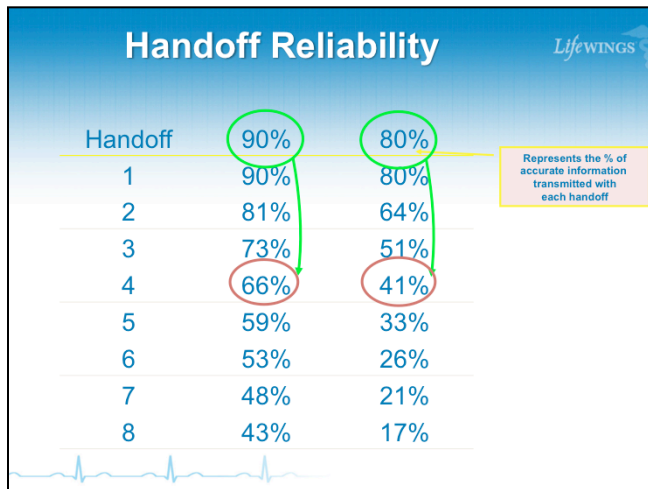 Handoff Reliability
LifeWINGS
Handoff 90% 80%
Represents the % of
accurate information
transmitted with
each handoff
1 90% 80%
2 81% 64%
3 73% 51%
4 66% 41%
5 59% 33%
6 53% 26%
7 48% 21%
8 43% 17%